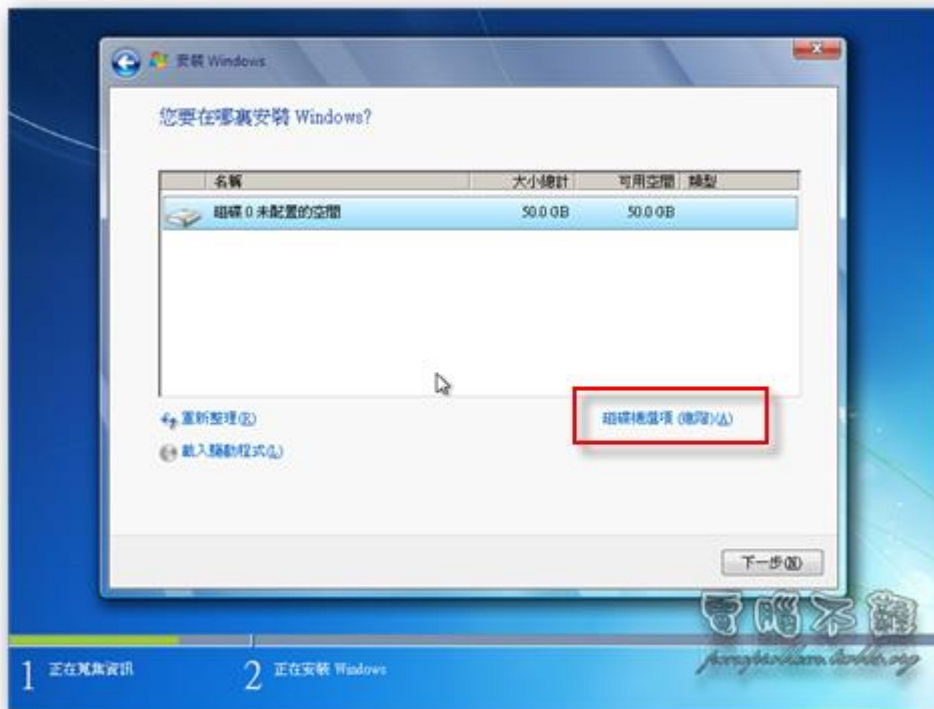 安裝 Windows
您要在哪裏安裝 Windows?
名稱 大小總計 可用空間 類型
磁碟 0 未配置的空間 50.0 GB 50.0 GB
重新整理(R) 磁碟機選項 (進階)(A)
載入驅動程式(L)
下一步(N)
電腦不難
1 正在蒐集資訊 2 正在安裝 Windows